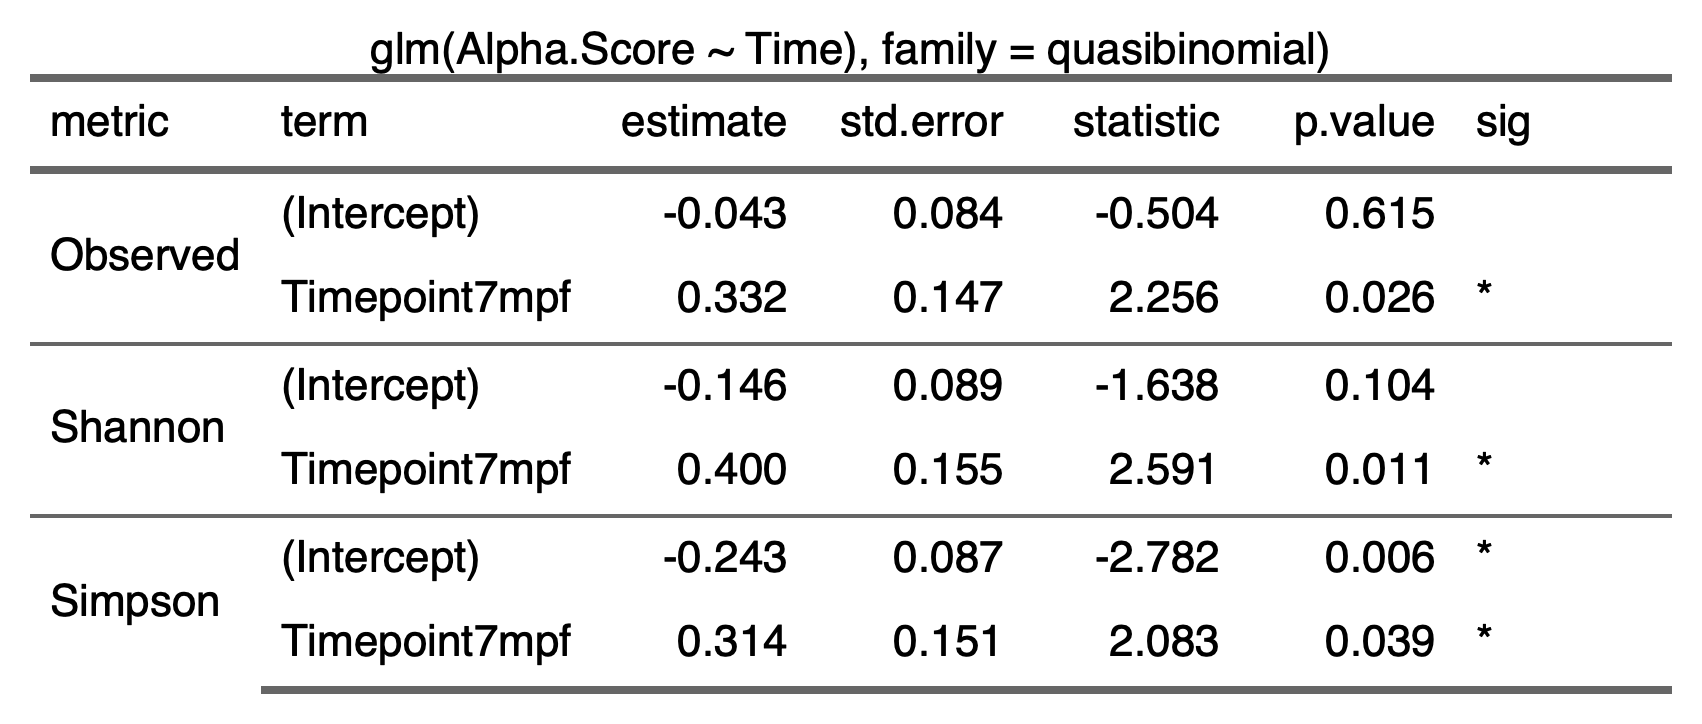 glm(Alpha.Score ~ Time), family = quasibinomial)
metric term estimate std.error statistic p.value sig
Observed
(Intercept) -0.043 0.084 -0.504 0.615
Timepoint7mpf 0.332 0.147 2.256 0.026 *
Shannon
(Intercept) -0.146 0.089 -1.638 0.104
Timepoint7mpf 0.400 0.155 2.591 0.011 *
Simpson
(Intercept) -0.243 0.087 -2.782 0.006 *
Timepoint7mpf 0.314 0.151 2.083 0.039 *